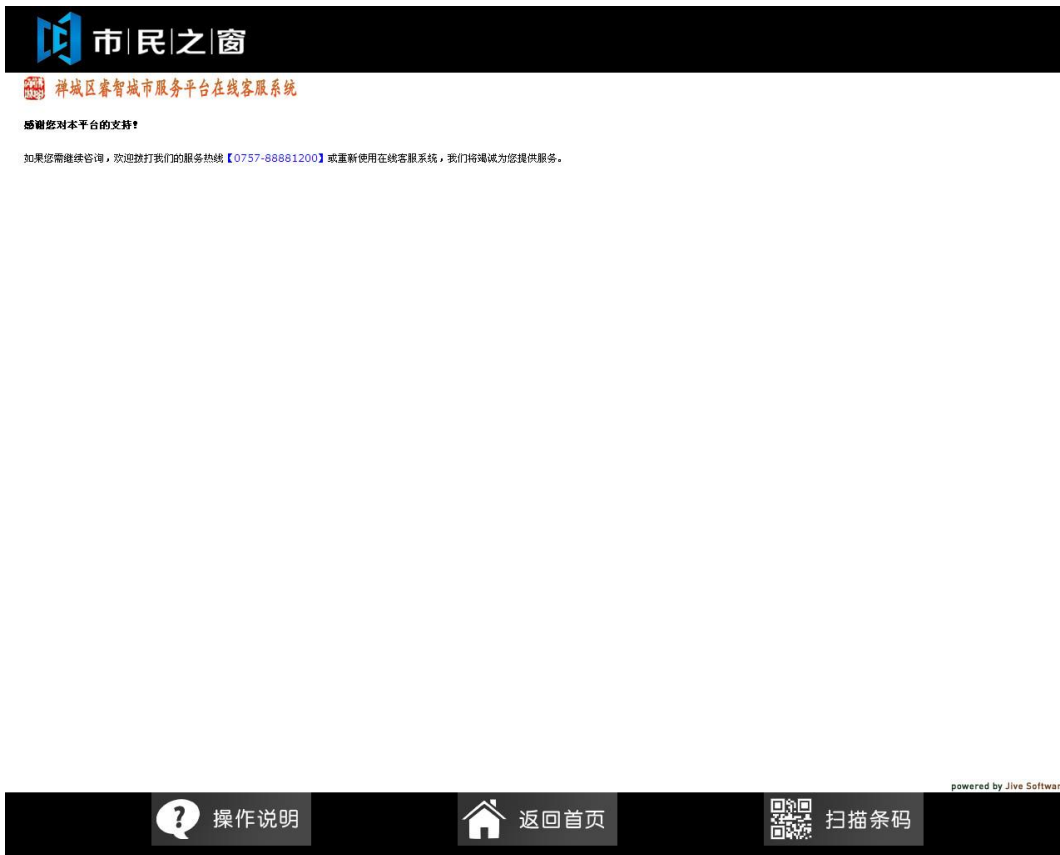 市|民|之|窗
禅城区睿智城市服务平台在线客服系统
感谢您对本平台的支持！
如果您需继续咨询，欢迎拨打我们的服务热线【0757-88881200】或重新使用在线客服系统，我们将竭诚为您提供服务。
powered by Jive Softwar
操作说明
返回首页
扫描条码